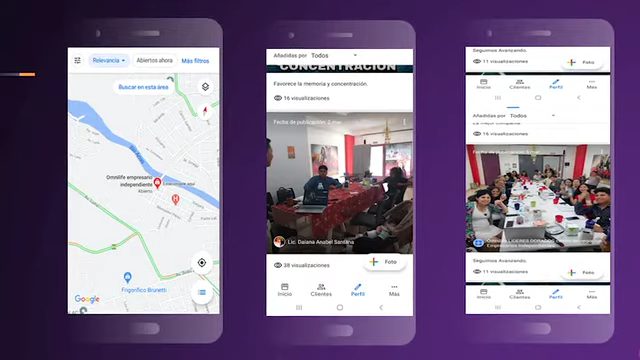 Relevancia
Abiertos ahora
Más filtros
Buscar en esta área
Omnilife empresario
independiente
Abierto
Frigorífico Brunetti
Google
Añadidas por Todos
CONCENTRACIÓN
Favorece la memoria y concentración.
16 visualizaciones
Fecha de publicación: 2 mar
Lic. Daiana Anabel Santana
38 visualizaciones
Foto
Inicio
Clientes
Perfil
Más
Seguimos Avanzando.
11 visualizaciones
Foto
Inicio
Clientes
Perfil
Más
Añadidas por Todos
16 visualizaciones
Seguimos Avanzando.
11 visualizaciones
Foto
Inicio
Clientes
Perfil
Más